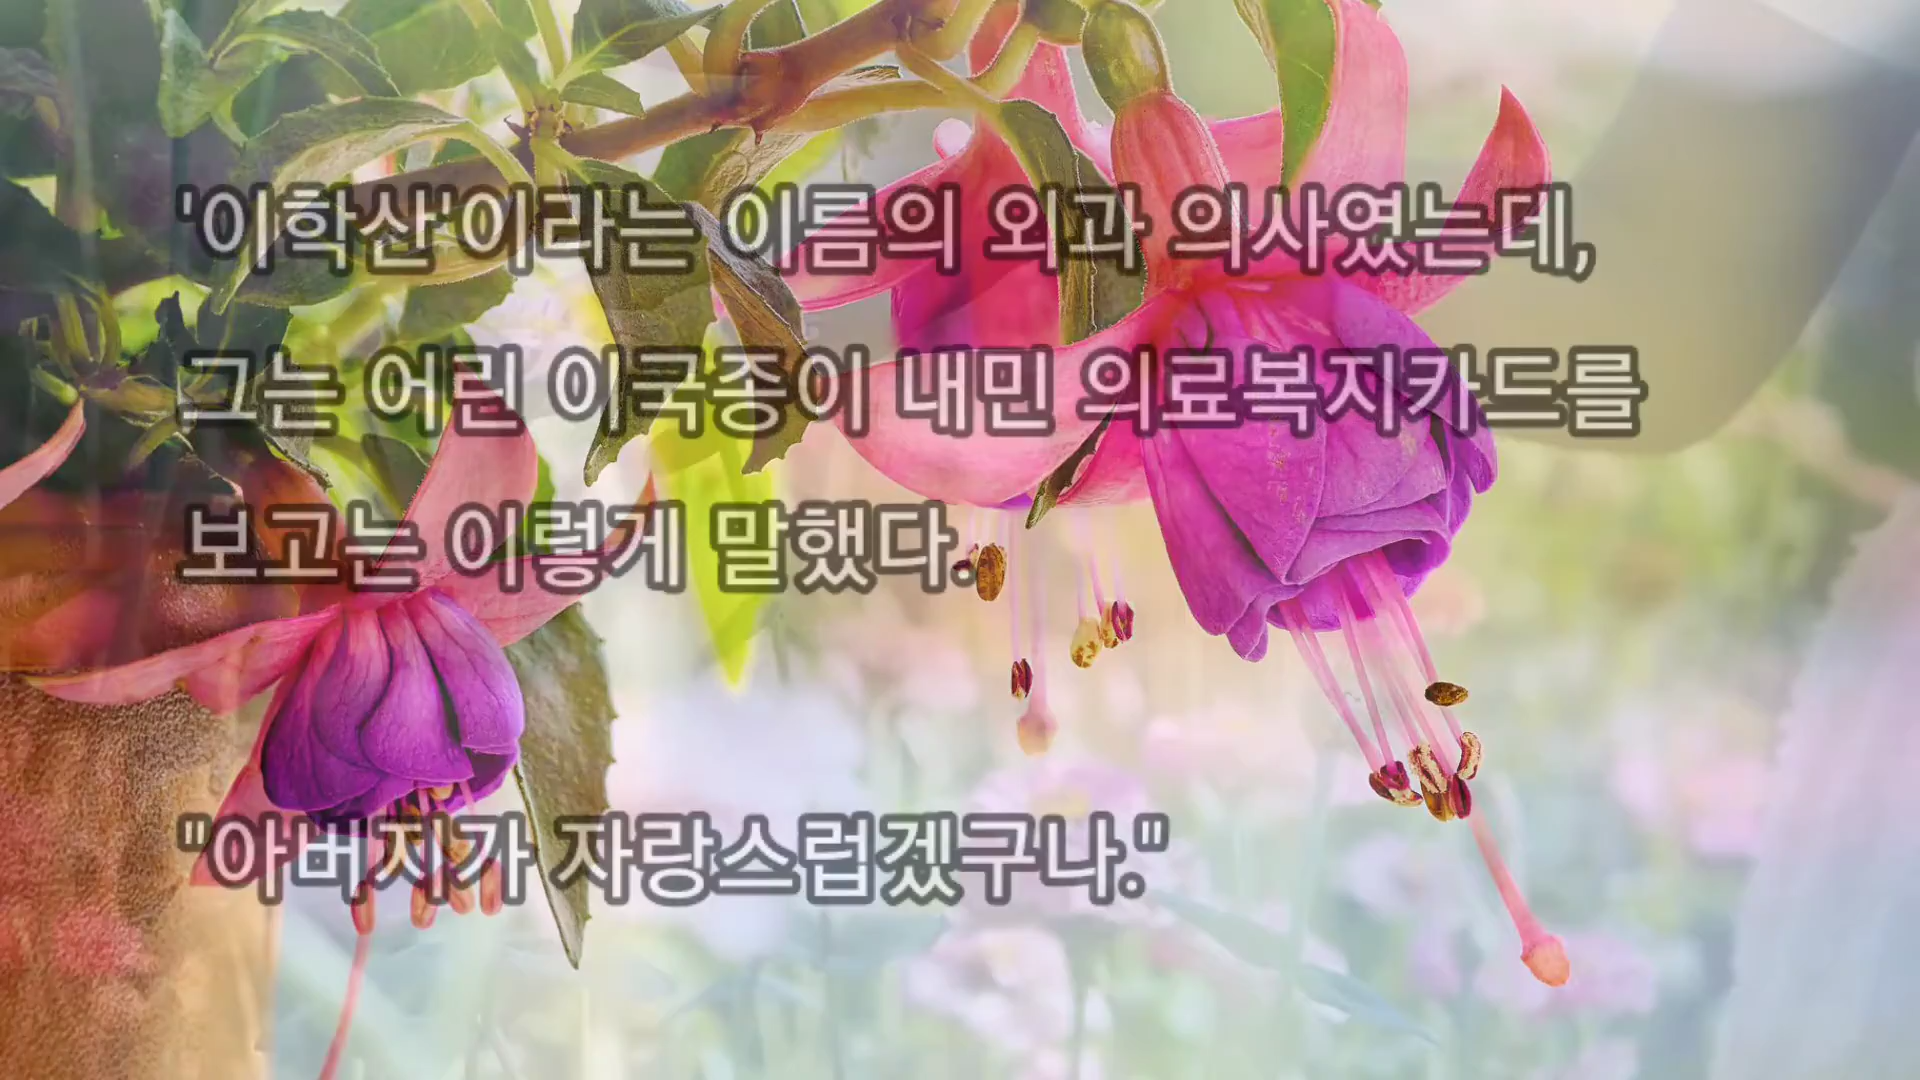 '이학산'이라는 이름의 외과 의사였는데,
그는 어린 이국종이 내민 의료복지카드를
보고는 이렇게 말했다.
"아버지가 자랑스럽겠구나."